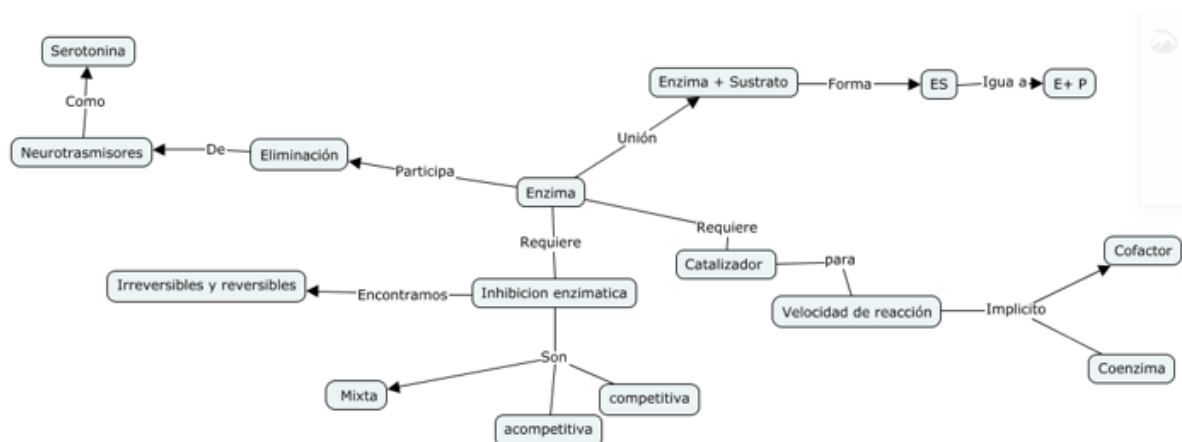 Serotonina
Como
Neurotrasmisores
De
Eliminación
Participa
Enzima + Sustrato
Forma
ES
Igua a
E+ P
Unión
Enzima
Requiere
Requiere
Catalizador
para
Velocidad de reacción
Implicito
Cofactor
Coenzima
Inhibicion enzimatica
Encontramos
Irreversibles y reversibles
Son
Mixta
acompetitiva
competitiva